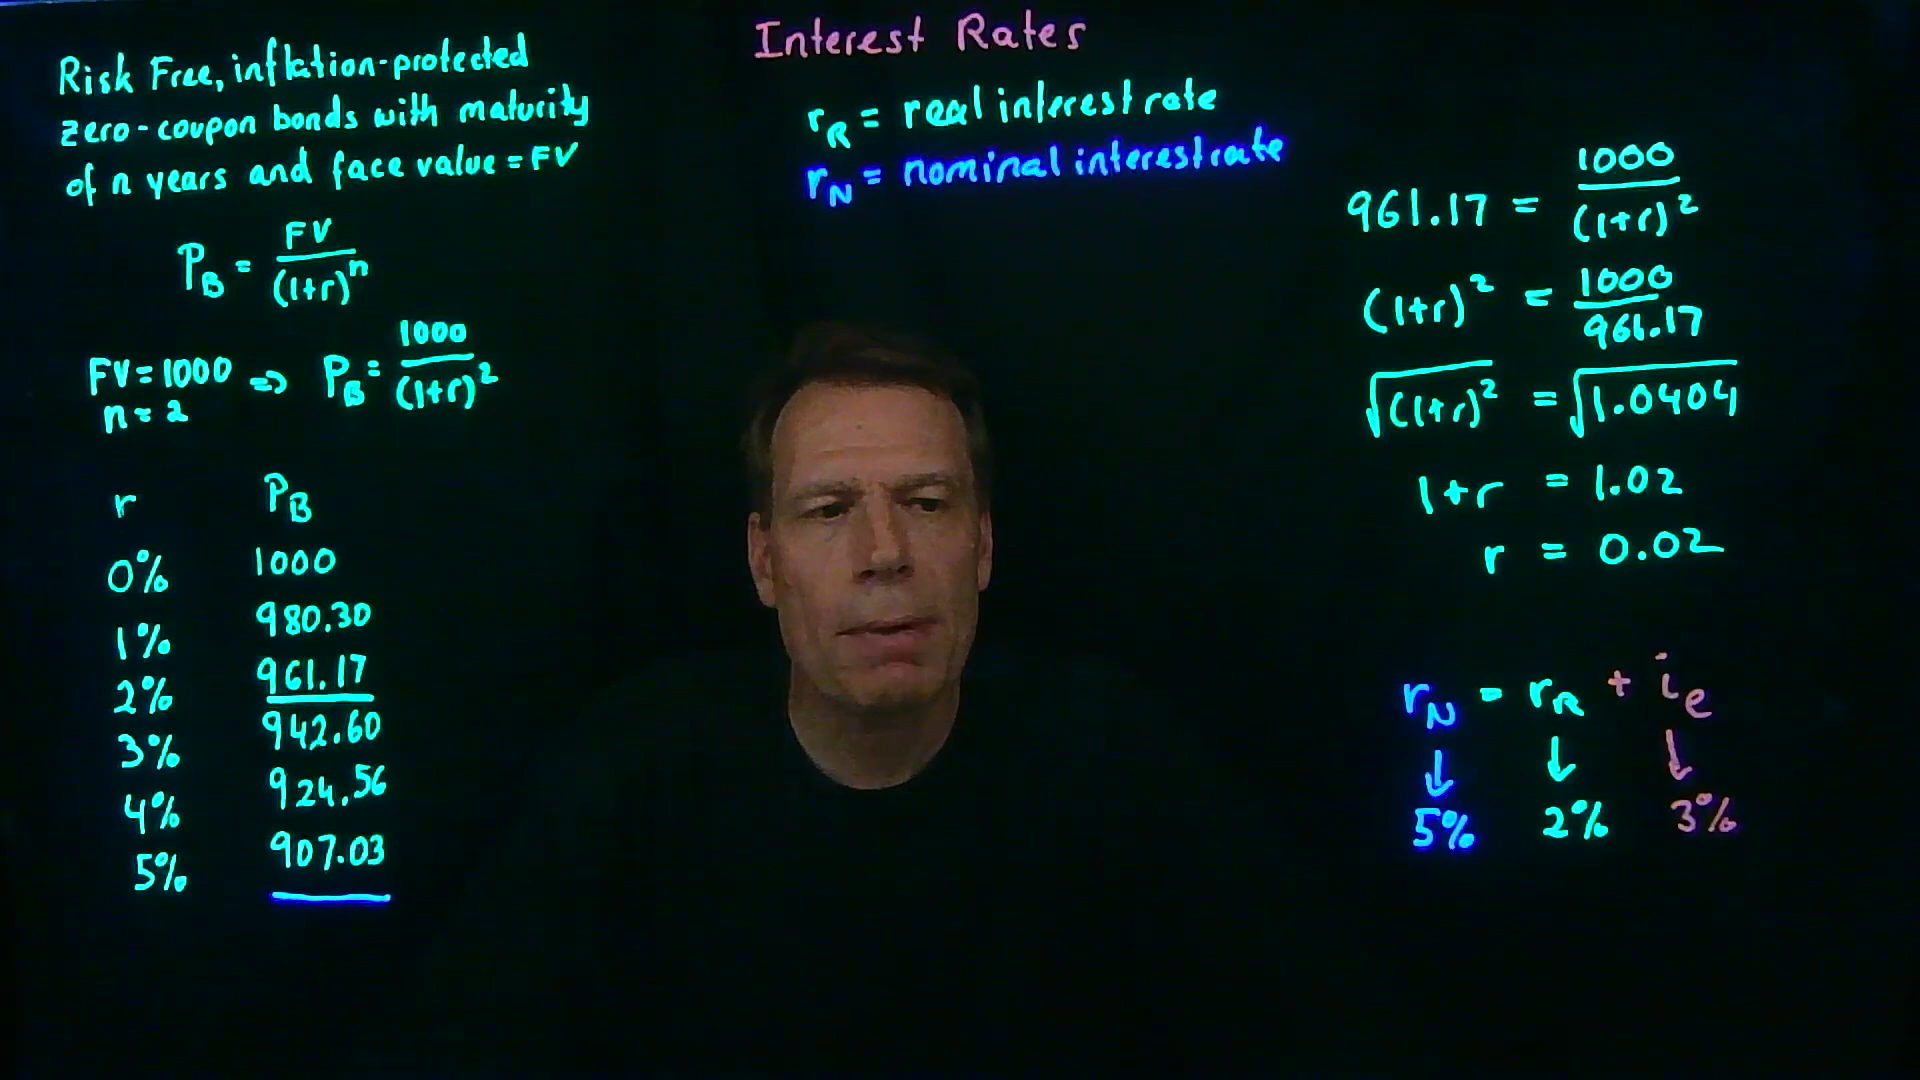 Interest Rates
Risk Free, inflation-protected
zero-coupon bonds with maturity
of n years and face value = FV
P_B = FV / (1+r)^n
FV = 1000 ⇒ P_B = 1000 / (1+r)^2
n = 2
r P_B
0% 1000
1% 980.30
2% 961.17
3% 942.60
4% 924.56
5% 907.03
r_R = real interest rate
r_N = nominal interest rate
961.17 = 1000 / (1+r)^2
(1+r)^2 = 1000 / 961.17
√(1+r)^2 = √1.0404
1+r = 1.02
r = 0.02
r_N = r_R + i_e
↓ ↓ ↓
5% 2% 3%